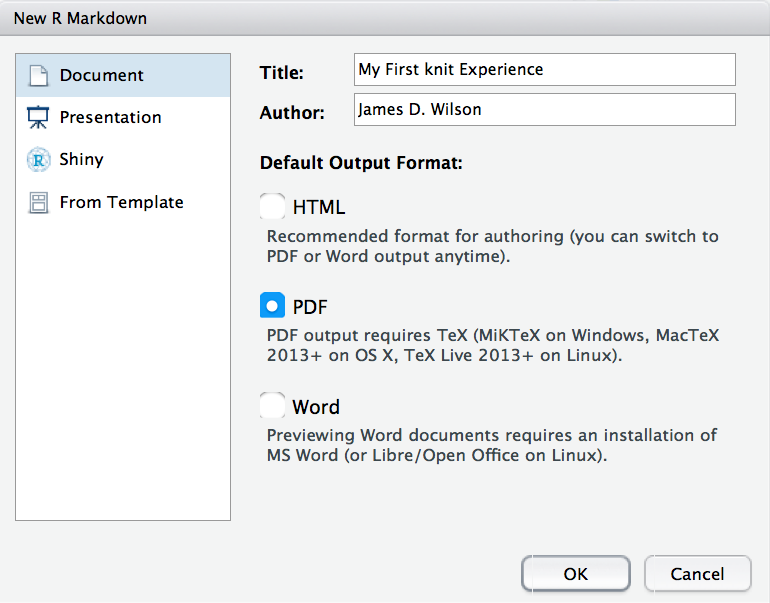 New R Markdown
Document
Presentation
R Shiny
From Template
Title: My First knit Experience
Author: James D. Wilson
Default Output Format:
HTML
Recommended format for authoring (you can switch to
PDF or Word output anytime).
PDF
PDF output requires TeX (MiKTeX on Windows, MacTeX
2013+ on OS X, TeX Live 2013+ on Linux).
Word
Previewing Word documents requires an installation of
MS Word (or Libre/Open Office on Linux).
OK Cancel